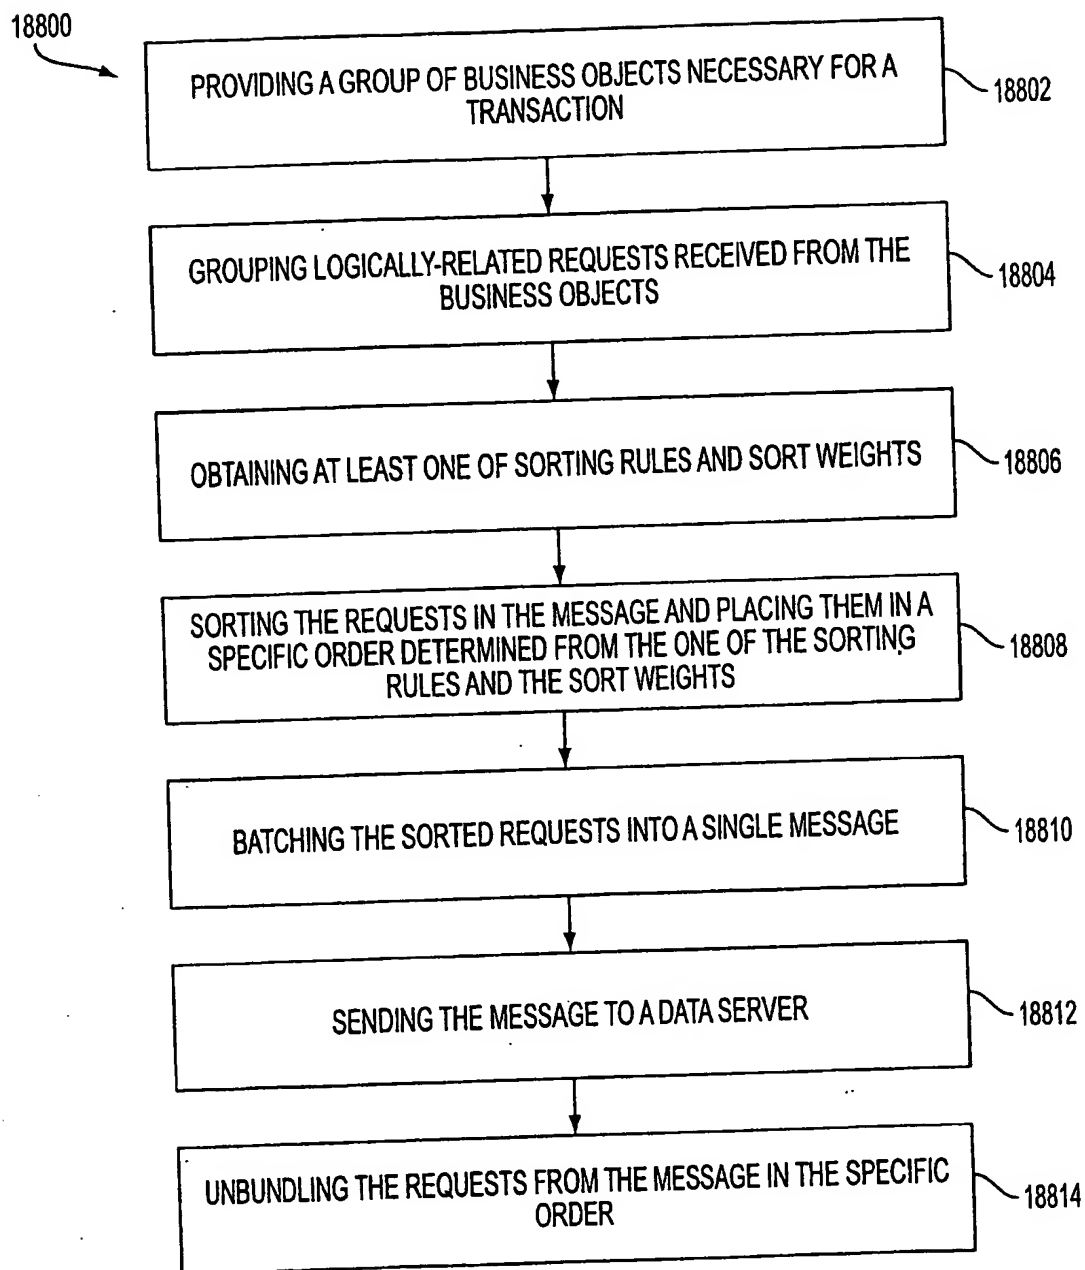 18800
PROVIDING A GROUP OF BUSINESS OBJECTS NECESSARY FOR A
TRANSACTION
18802
GROUPING LOGICALLY-RELATED REQUESTS RECEIVED FROM THE
BUSINESS OBJECTS
18804
OBTAINING AT LEAST ONE OF SORTING RULES AND SORT WEIGHTS
18806
SORTING THE REQUESTS IN THE MESSAGE AND PLACING THEM IN A
SPECIFIC ORDER DETERMINED FROM THE ONE OF THE SORTING
RULES AND THE SORT WEIGHTS
18808
BATCHING THE SORTED REQUESTS INTO A SINGLE MESSAGE
18810
SENDING THE MESSAGE TO A DATA SERVER
18812
UNBUNDLING THE REQUESTS FROM THE MESSAGE IN THE SPECIFIC
ORDER
18814